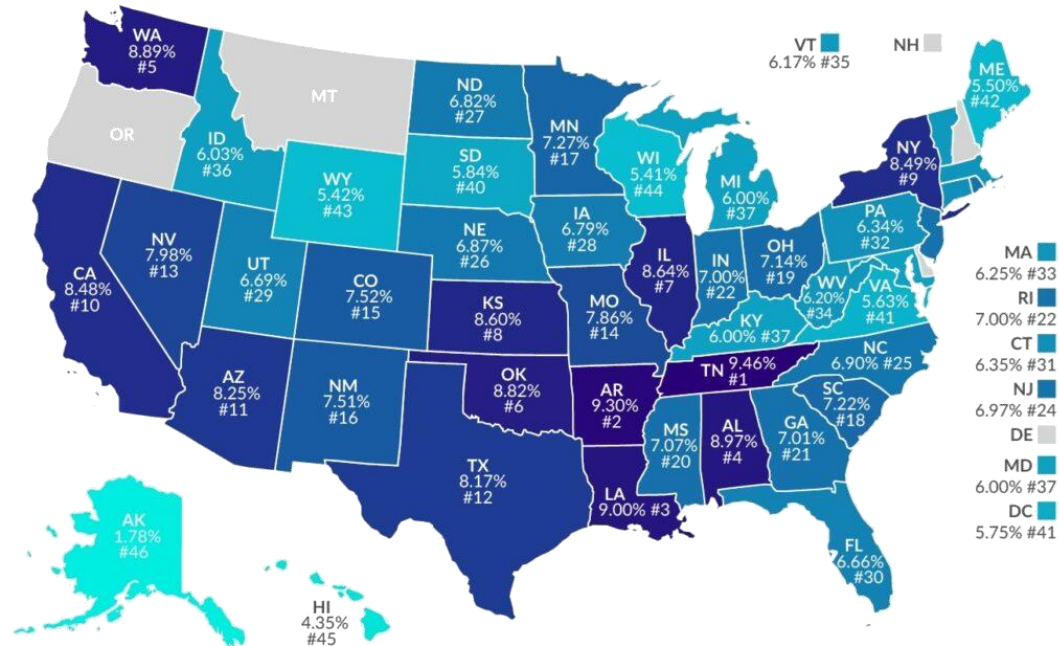 WA
8.89%
#5
OR
MT
ID
6.03%
#36
WY
5.42%
#43
ND
6.82%
#27
SD
5.84%
#40
NE
6.87%
#26
MN
7.27%
#17
IA
6.79%
#28
WI
5.41%
#44
MI
6.00%
#37
VT
6.17% #35
NH
ME
5.50%
#42
NY
8.49%
#9
PA
6.34%
#32
CA
8.48%
#10
NV
7.98%
#13
UT
6.69%
#29
CO
7.52%
#15
KS
8.60%
#8
MO
7.86%
#14
IL
8.64%
#7
IN
7.00%
#22
OH
7.14%
#19
WV
6.20%
#34
VA
5.63%
#41
KY
6.00% #37
AZ
8.25%
#11
NM
7.51%
#16
OK
8.82%
#6
AR
9.30%
#2
TN 9.46%
#1
NC
6.90% #25
SC
7.22%
#18
TX
8.17%
#12
LA
9.00% #3
MS
7.07%
#20
AL
8.97%
#4
GA
7.01%
#21
FL
6.66%
#30
AK
1.78%
#46
HI
4.35%
#45
MA
6.25% #33
RI
7.00% #22
CT
6.35% #31
NJ
6.97% #24
DE
MD
6.00% #37
DC
5.75% #41